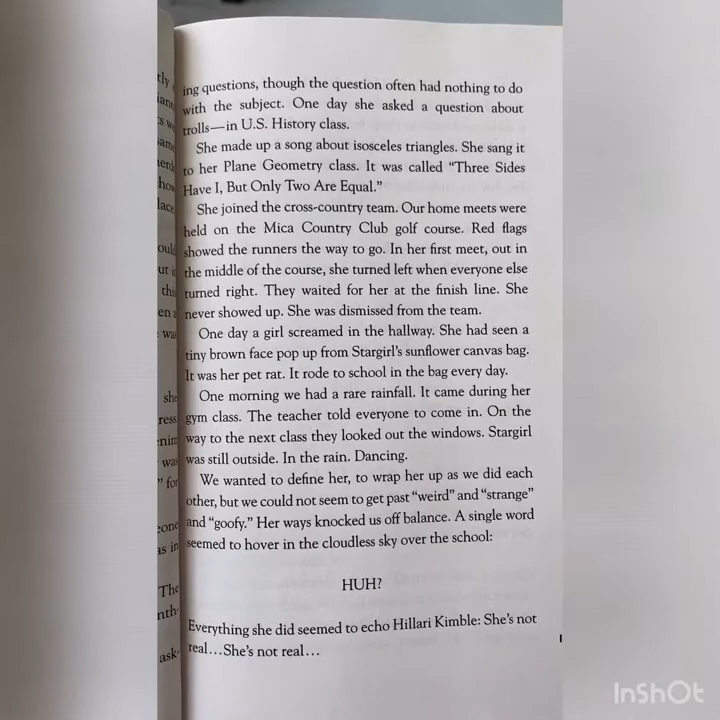 ing questions, though the question often had nothing to do
with the subject. One day she asked a question about
trolls—in U.S. History class.
She made up a song about isosceles triangles. She sang it
to her Plane Geometry class. It was called “Three Sides
Have I, But Only Two Are Equal.”
She joined the cross-country team. Our home meets were
held on the Mica Country Club golf course. Red flags
showed the runners the way to go. In her first meet, out in
the middle of the course, she turned left when everyone else
turned right. They waited for her at the finish line. She
never showed up. She was dismissed from the team.
One day a girl screamed in the hallway. She had seen a
tiny brown face pop up from Stargirl’s sunflower canvas bag.
It was her pet rat. It rode to school in the bag every day.
One morning we had a rare rainfall. It came during her
gym class. The teacher told everyone to come in. On the
way to the next class they looked out the windows. Stargirl
was still outside. In the rain. Dancing.
We wanted to define her, to wrap her up as we did each
other, but we could not seem to get past “weird” and “strange”
and “goofy.” Her ways knocked us off balance. A single word
seemed to hover in the cloudless sky over the school:
HUH?
Everything she did seemed to echo Hillari Kimble: She’s not
real…She’s not real…
InShOt